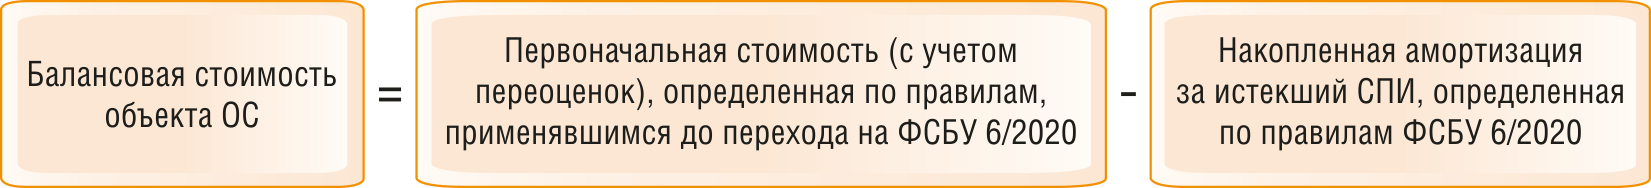 Балансовая стоимость
объекта ОС
=
Первоначальная стоимость (с учетом
переоценок), определенная по правилам,
применявшимся до перехода на ФСБУ 6/2020
-
Накопленная амортизация
за истекший СПИ, определенная
по правилам ФСБУ 6/2020